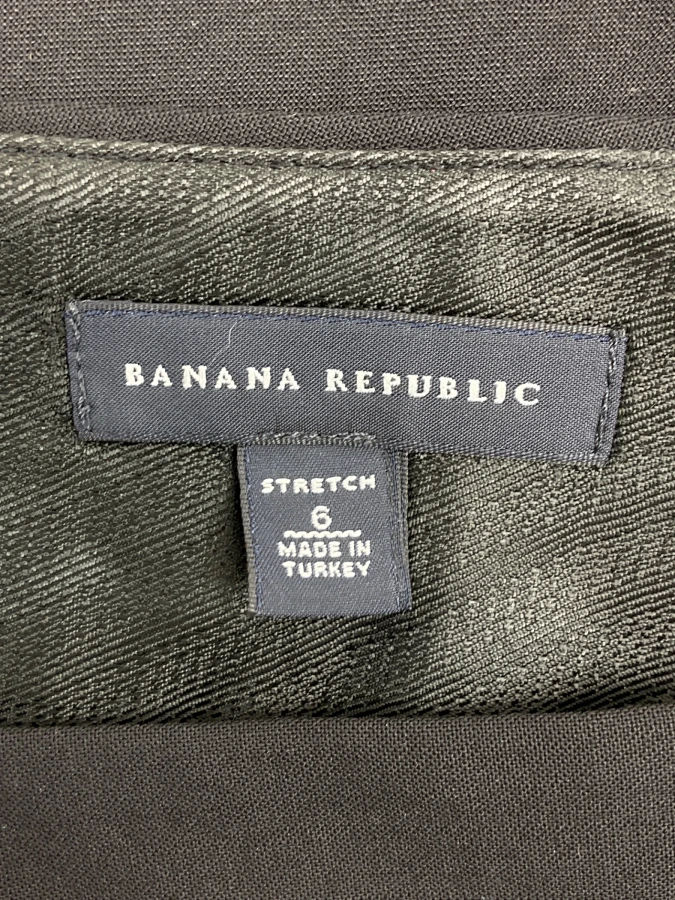 BANANA REPUBLIC
STRETCH
6
MADE IN
TURKEY